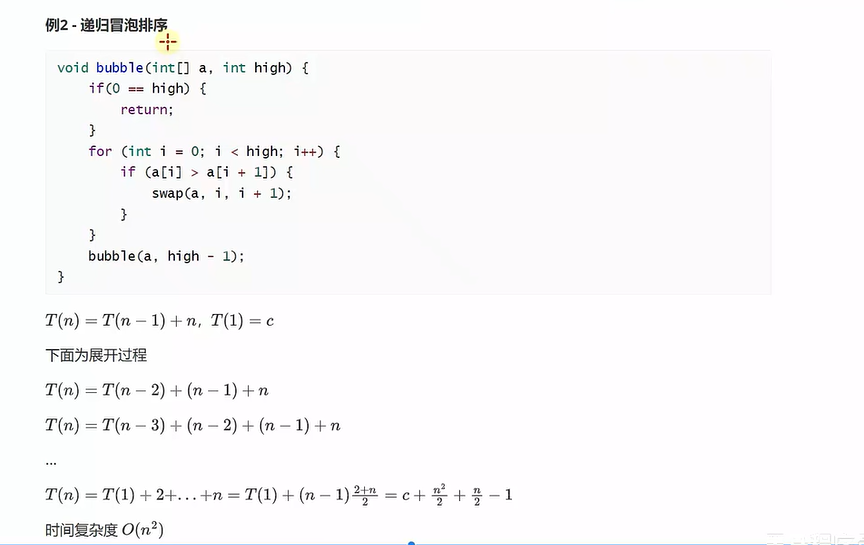 例2 - 递归冒泡排序
void bubble(int[] a, int high) {
    if(0 == high) {
        return;
    }
    for (int i = 0; i < high; i++) {
        if (a[i] > a[i + 1]) {
            swap(a, i, i + 1);
        }
    }
    bubble(a, high - 1);
}
T(n) = T(n − 1) + n, T(1) = c
下面为展开过程
T(n) = T(n − 2) + (n − 1) + n
T(n) = T(n − 3) + (n − 2) + (n − 1) + n
...
T(n) = T(1) + 2+...+n = T(1) + (n − 1)\frac{2+n}{2} = c + \frac{n^2}{2} + \frac{n}{2} − 1
时间复杂度 O(n²)